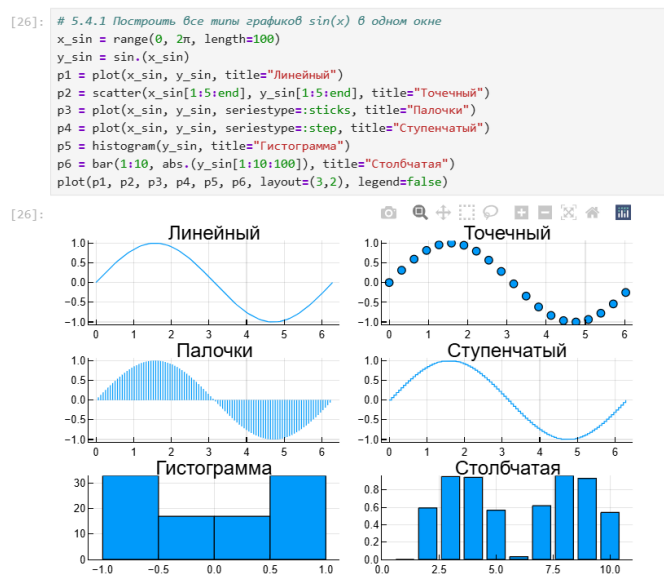 [26]: # 5.4.1 Построить все типы графиков sin(x) в одном окне
x_sin = range(0, 2π, length=100)
y_sin = sin.(x_sin)
p1 = plot(x_sin, y_sin, title="Линейный")
p2 = scatter(x_sin[1:5:end], y_sin[1:5:end], title="Точечный")
p3 = plot(x_sin, y_sin, seriestype=:sticks, title="Палочки")
p4 = plot(x_sin, y_sin, seriestype=:step, title="Ступенчатый")
p5 = histogram(y_sin, title="Гистограмма")
p6 = bar(1:10, abs.(y_sin[1:10:100]), title="Столбчатая")
plot(p1, p2, p3, p4, p5, p6, layout=(3,2), legend=false)
[26]:
Линейный
1.0
0.5
0.0
−0.5
−1.0
0 1 2 3 4 5 6
Точечный
1.0
0.5
0.0
−0.5
−1.0
0 1 2 3 4 5 6
Палочки
1.0
0.5
0.0
−0.5
−1.0
0 1 2 3 4 5 6
Ступенчатый
1.0
0.5
0.0
−0.5
−1.0
0 1 2 3 4 5 6
Гистограмма
30
20
10
0
−1.0 −0.5 0.0 0.5 1.0
Столбчатая
0.8
0.6
0.4
0.2
0.0
0.0 2.5 5.0 7.5 10.0